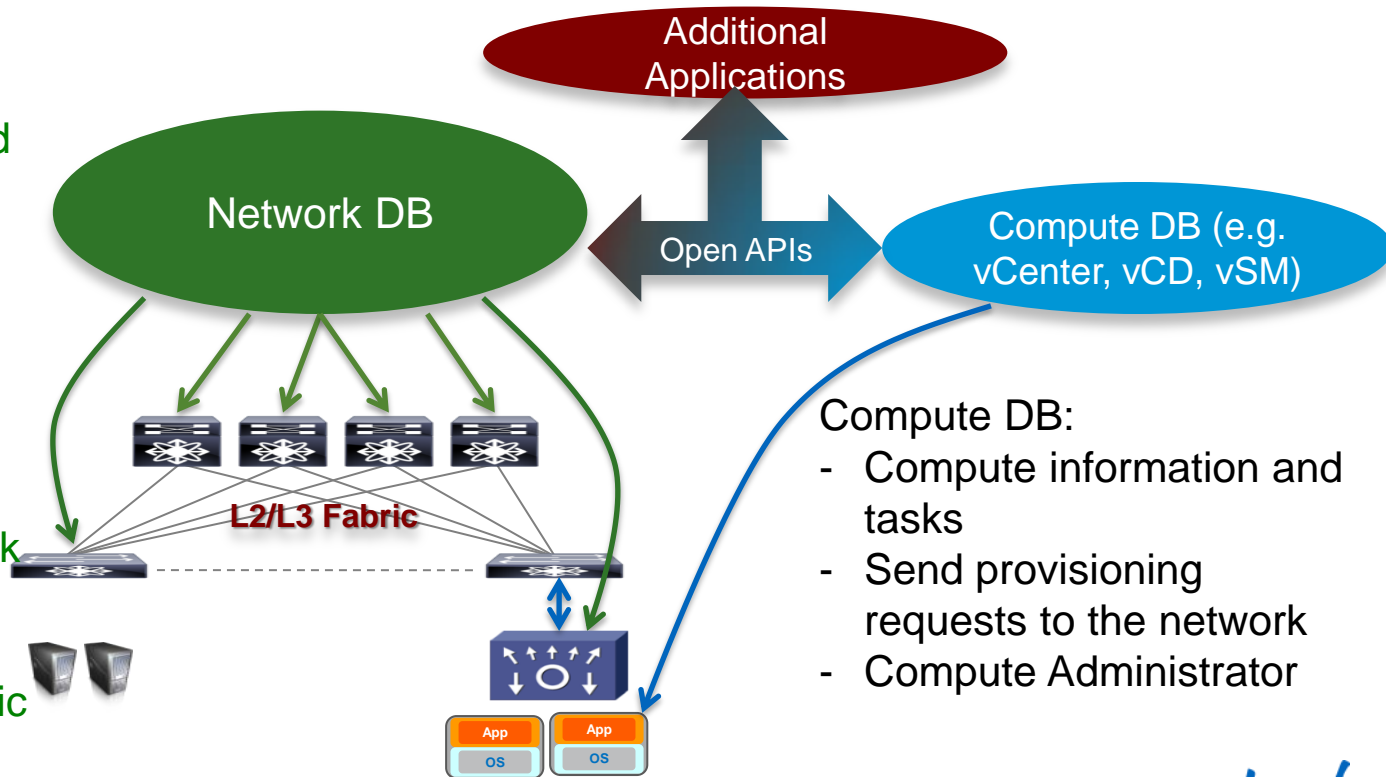 Additional
Applications
d
Network DB
Open APIs
Compute DB (e.g.
vCenter, vCD, vSM)
L2/L3 Fabric
k
ic
App
OS
App
OS
Compute DB:
- Compute information and
tasks
- Send provisioning
requests to the network
- Compute Administrator